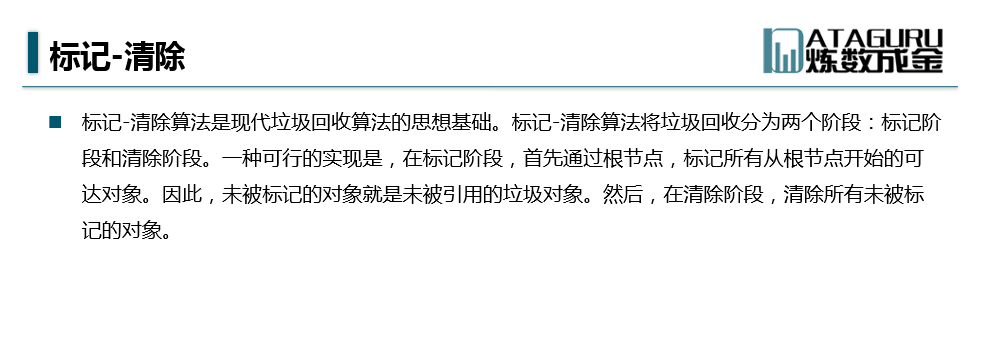 标记-清除
DATAGURU
炼数成金
标记-清除算法是现代垃圾回收算法的思想基础。标记-清除算法将垃圾回收分为两个阶段：标记阶
段和清除阶段。一种可行的实现是，在标记阶段，首先通过根节点，标记所有从根节点开始的可
达对象。因此，未被标记的对象就是未被引用的垃圾对象。然后，在清除阶段，清除所有未被标
记的对象。